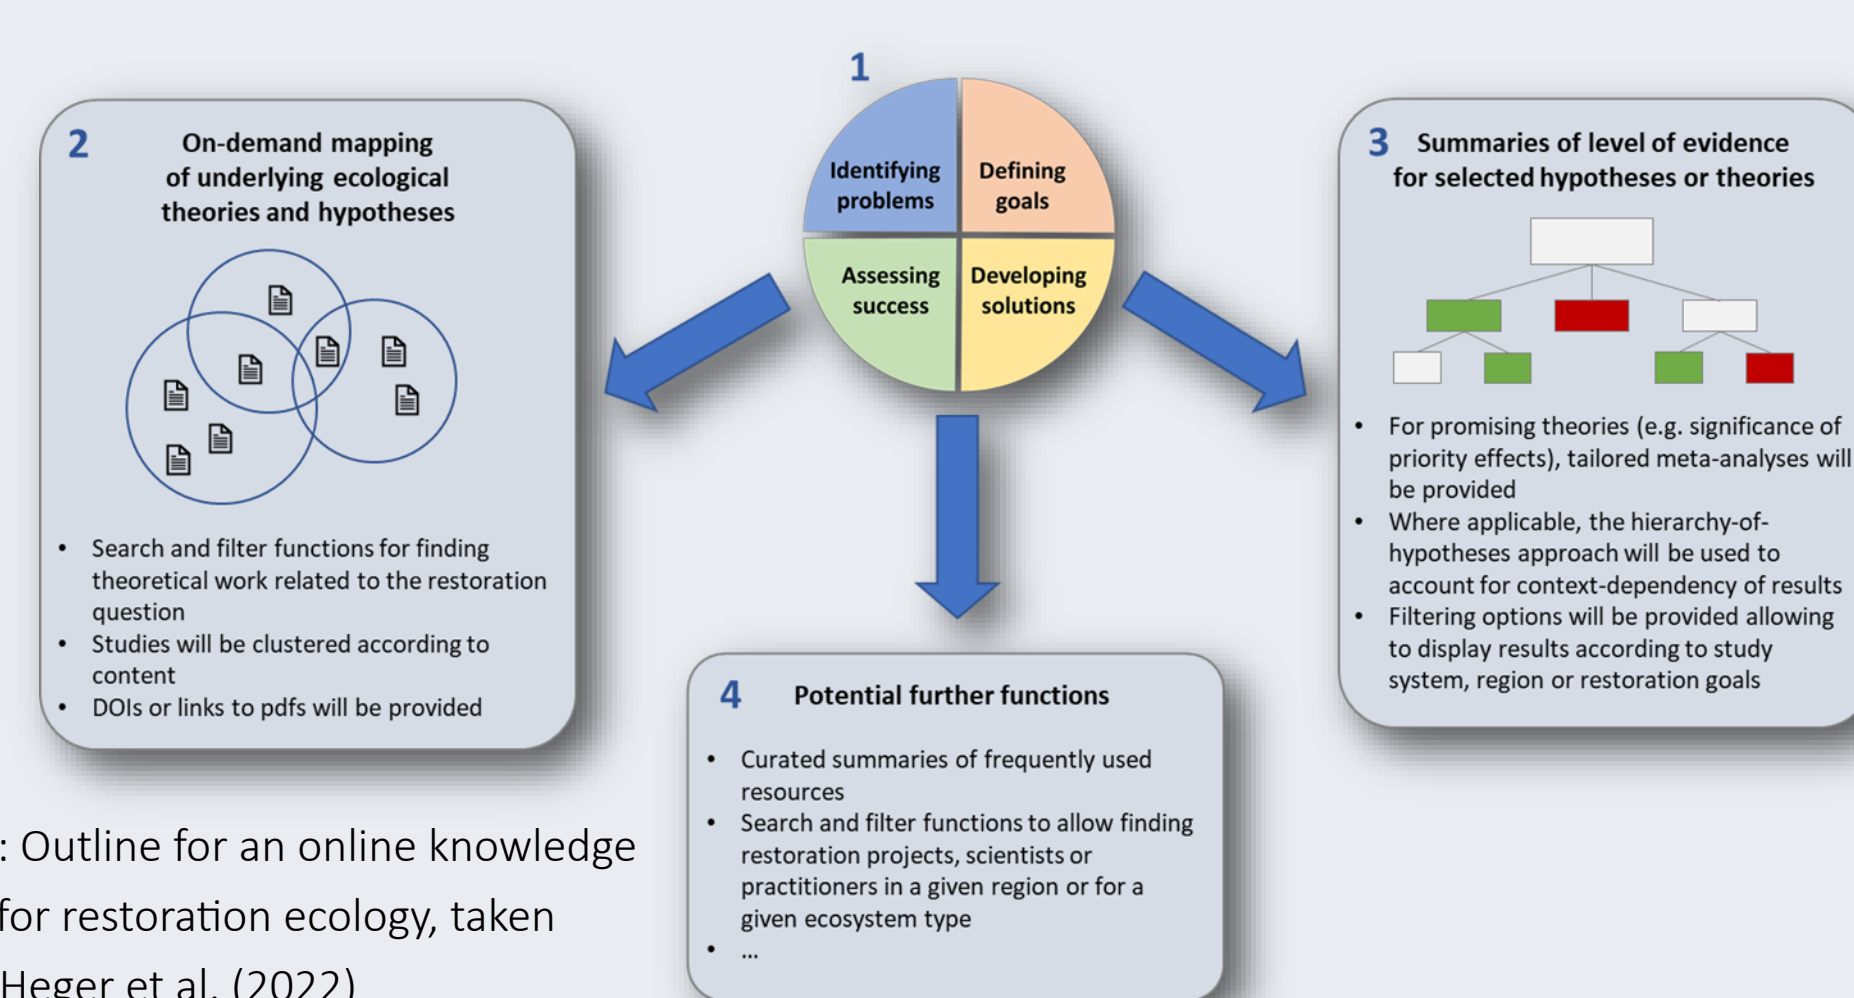 1
Identifying
problems
Defining
goals
Assessing
success
Developing
solutions
2
On-demand mapping
of underlying ecological
theories and hypotheses
• Search and filter functions for finding
theoretical work related to the restoration
question
• Studies will be clustered according to
content
• DOIs or links to pdfs will be provided
3
Summaries of level of evidence
for selected hypotheses or theories
• For promising theories (e.g. significance of
priority effects), tailored meta-analyses will
be provided
• Where applicable, the hierarchy-of-
hypotheses approach will be used to
account for context-dependency of results
• Filtering options will be provided allowing
to display results according to study
system, region or restoration goals
4
Potential further functions
• Curated summaries of frequently used
resources
• Search and filter functions to allow finding
restoration projects, scientists or
practitioners in a given region or for a
given ecosystem type
• ...
: Outline for an online knowledge
for restoration ecology, taken
Heger et al. (2022)